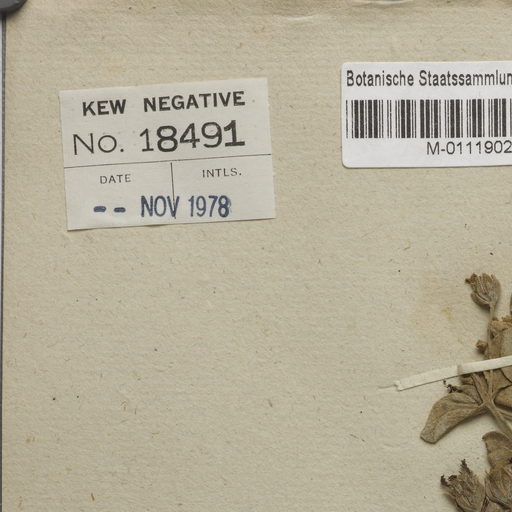 KEW NEGATIVE
No. 18491
DATE INTLS.
-- NOV 1978
Botanische Staatssammlun
M-0111902